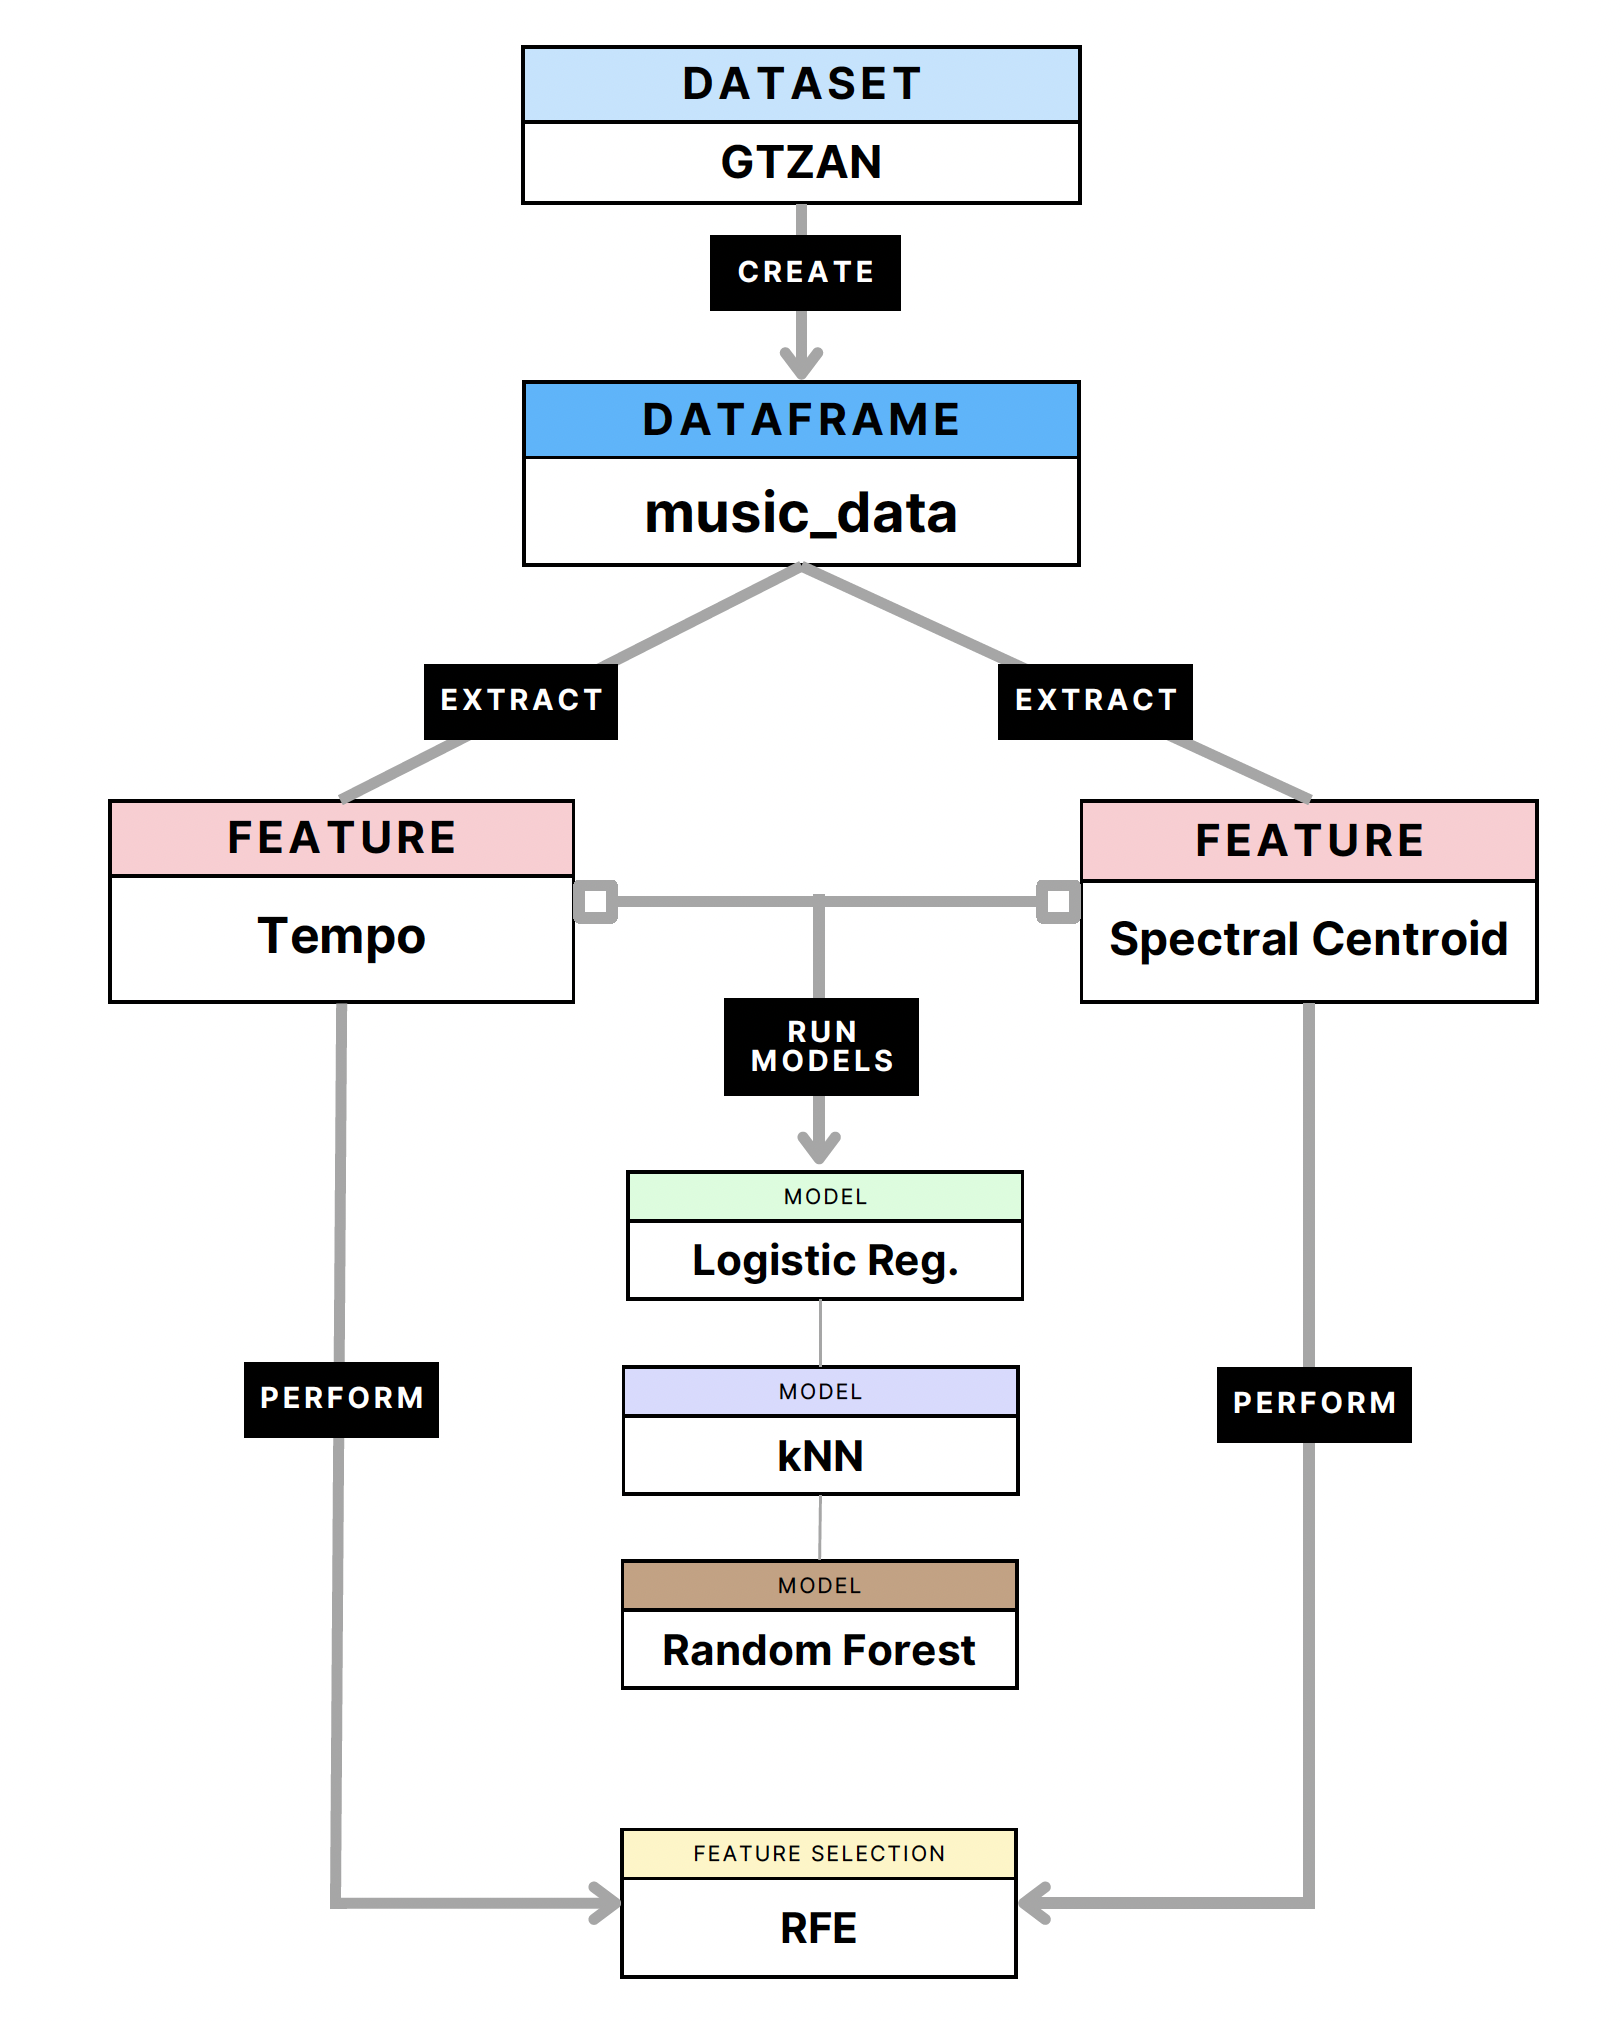 DATASET
GTZAN
CREATE
DATAFRAME
music_data
EXTRACT
EXTRACT
FEATURE
Tempo
FEATURE
Spectral Centroid
RUN
MODELS
MODEL
Logistic Reg.
PERFORM
MODEL
kNN
PERFORM
MODEL
Random Forest
FEATURE SELECTION
RFE